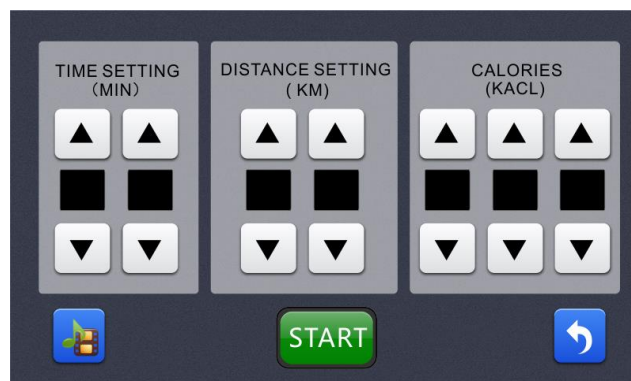 TIME SETTING
(MIN)
DISTANCE SETTING
( KM)
CALORIES
(KACL)
START